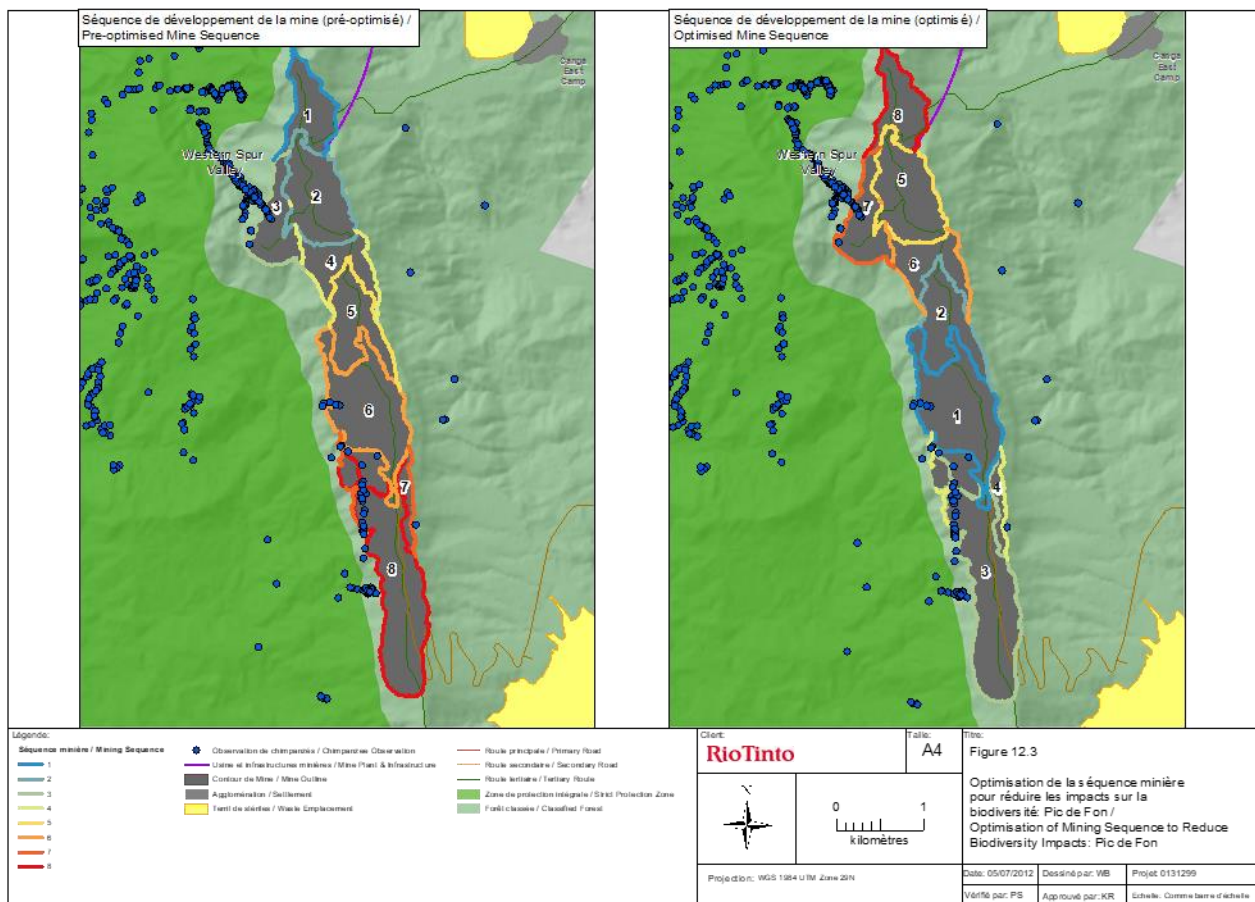 Séquence de développement de la mine (pré-optimisé) /
Pre-optimised Mine Sequence
Canga
East
Camp
Western Spur
Valley
1
2
3
4
5
6
7
8
Séquence de développement de la mine (optimisé) /
Optimised Mine Sequence
Canga
East
Camp
Western Spur
Valley
8
5
7
6
2
1
4
3
Légende:
Séquence minière / Mining Sequence
1
2
3
4
5
6
7
8
Observation de chimpanzés / Chimpanzee Observation
Usine et infrastructures minières / Mine Plant & Infrastructure
Contour de Mine / Mine Outline
Agglomération / Settlement
Terril de stériles / Waste Emplacement
Route principale / Primary Road
Route secondaire / Secondary Road
Route tertiaire / Tertiary Route
Zone de protection intégrale / Strict Protection Zone
Forêt classée / Classified Forest
Client:
RioTinto
Taille:
A4
N
0 1
kilomètres
Projection: WGS 1984 UTM Zone 29N
Titre:
Figure 12.3
Optimisation de la séquence minière
pour réduire les impacts sur la
biodiversité: Pic de Fon /
Optimisation of Mining Sequence to Reduce
Biodiversity Impacts: Pic de Fon
Date: 05/07/2012 Dessiné par: WB Projet: 0131299
Vérifié par: PS Approuvé par: KR Echelle: Comme barre d'échelle